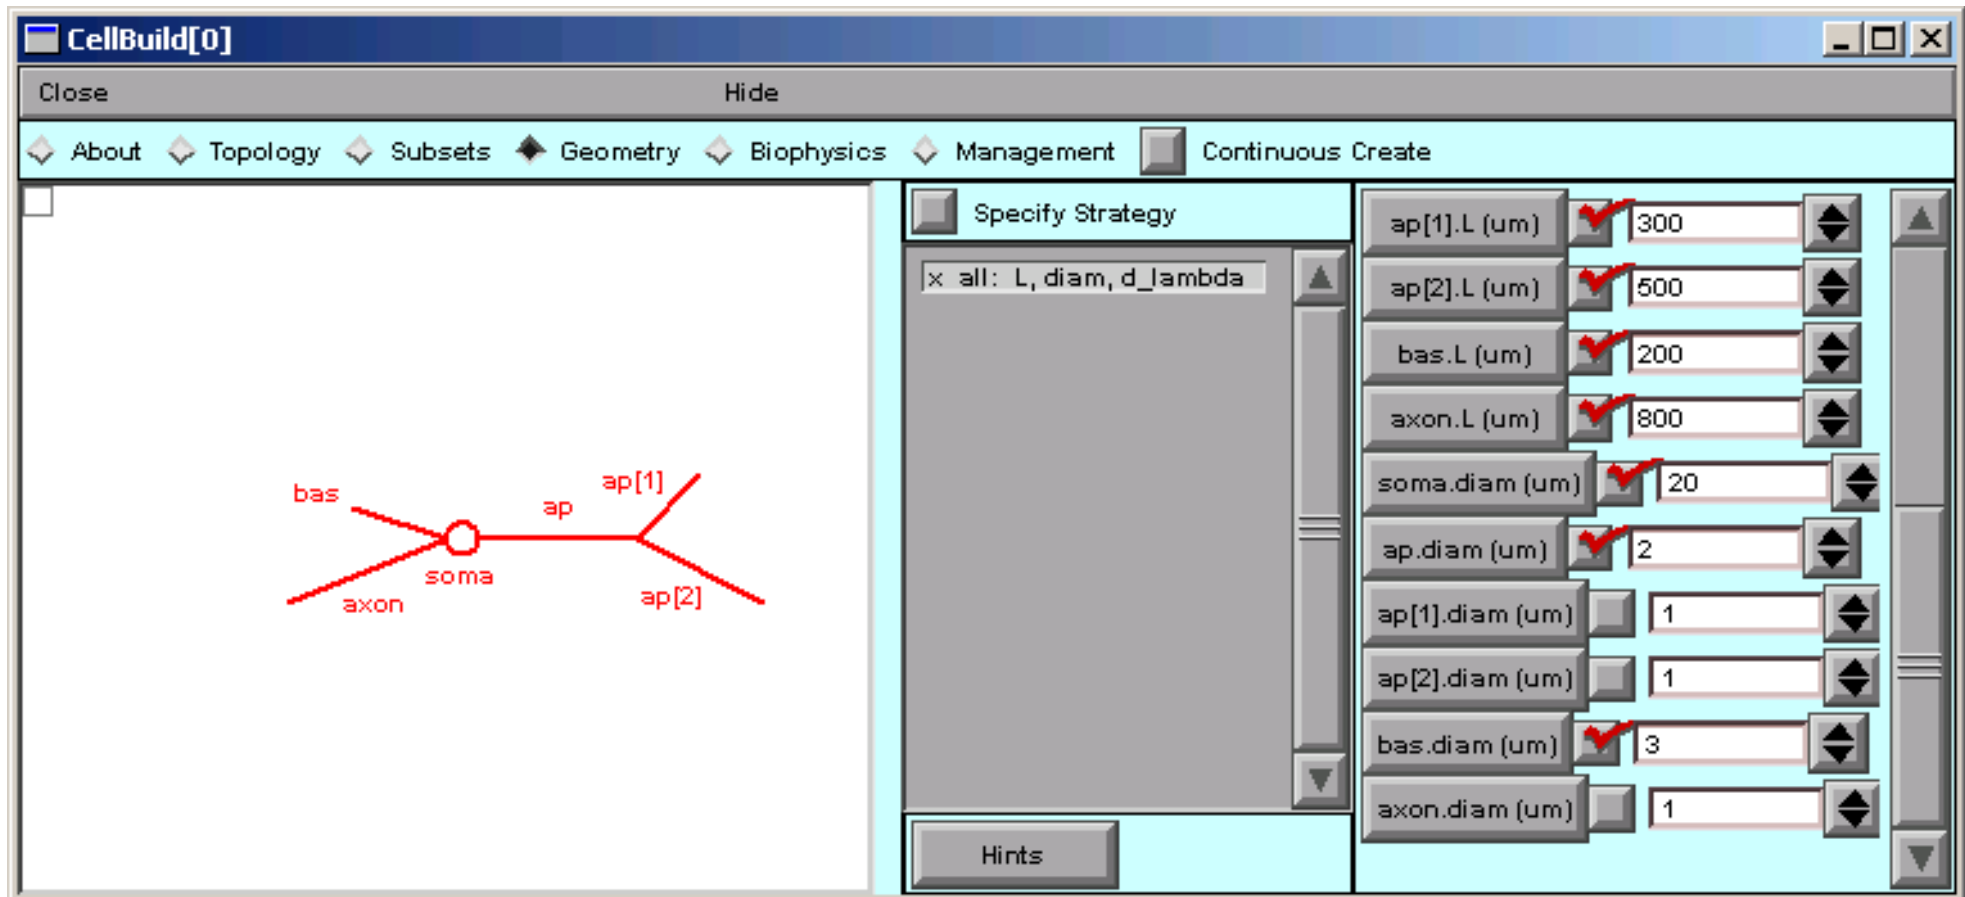 CellBuild[0]
Close Hide
About Topology Subsets Geometry Biophysics Management Continuous Create
Specify Strategy
x all: L, diam, d_lambda
Hints
bas
ap
ap[1]
soma
axon
ap[2]
ap[1].L (um) 300
ap[2].L (um) 500
bas.L (um) 200
axon.L (um) 800
soma.diam (um) 20
ap.diam (um) 2
ap[1].diam (um) 1
ap[2].diam (um) 1
bas.diam (um) 3
axon.diam (um) 1